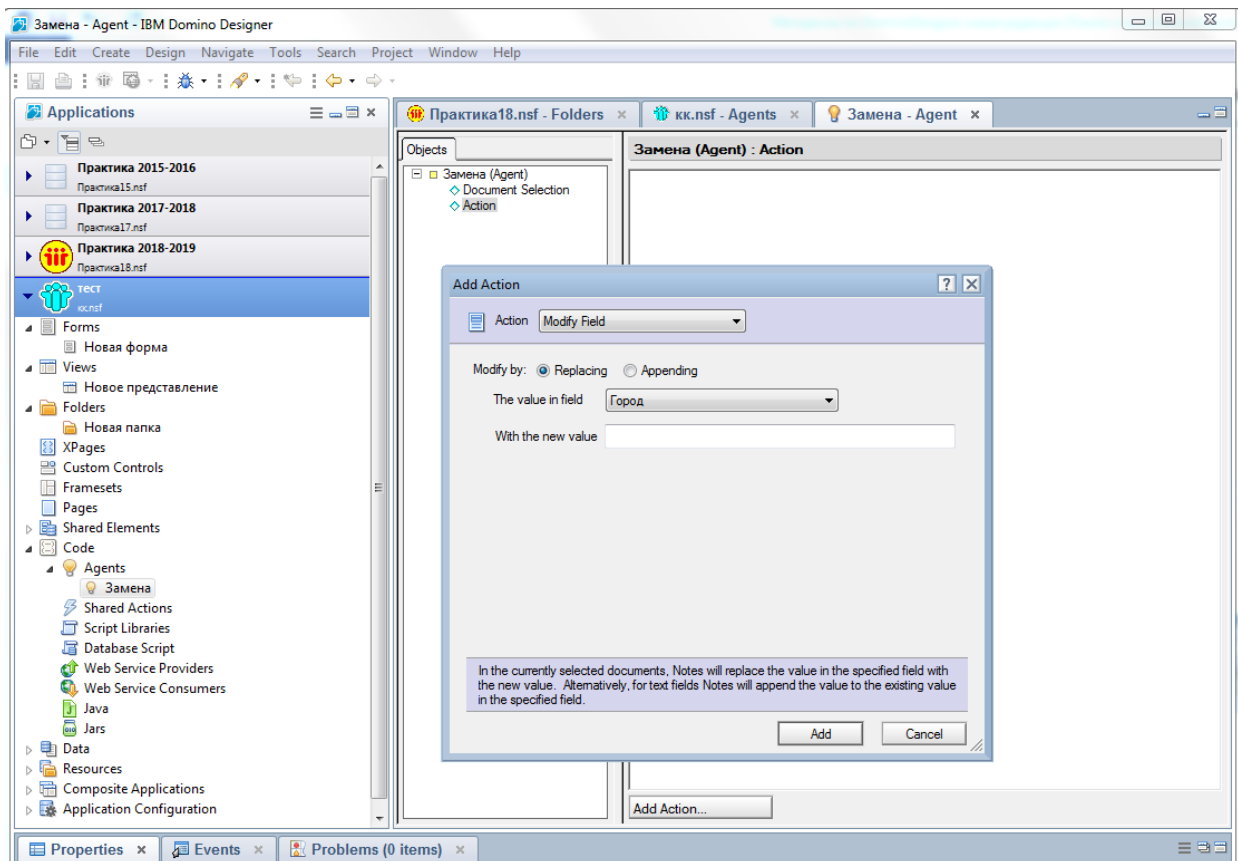 Замена - Agent - IBM Domino Designer
File Edit Create Design Navigate Tools Search Project Window Help
Applications
Практика18.nsf - Folders
кк.nsf - Agents
Замена - Agent
Практика 2015-2016
Практика15.nsf
Практика 2017-2018
Практика17.nsf
Практика 2018-2019
Практика18.nsf
тест
кк.nsf
Forms
Новая форма
Views
Новое представление
Folders
Новая папка
XPages
Custom Controls
Framesets
Pages
Shared Elements
Code
Agents
Замена
Shared Actions
Script Libraries
Database Script
Web Service Providers
Web Service Consumers
Java
Jars
Data
Resources
Composite Applications
Application Configuration
Objects
Замена (Agent)
Document Selection
Action
Замена (Agent) : Action
Add Action
Action Modify Field
Modify by: Replacing Appending
The value in field Город
With the new value
In the currently selected documents, Notes will replace the value in the specified field with
the new value. Alternatively, for text fields Notes will append the value to the existing value
in the specified field.
Add Cancel
Add Action...
Properties Events Problems (0 items)